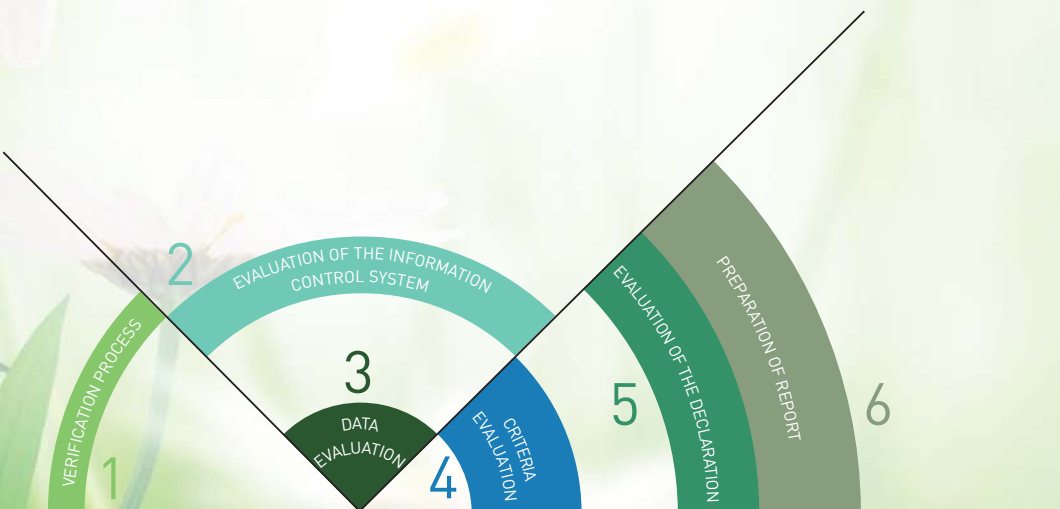 1
VERIFICATION PROCESS
2
EVALUATION OF THE INFORMATION
CONTROL SYSTEM
3
DATA
EVALUATION
4
CRITERIA
EVALUATION
5
EVALUATION OF THE DECLARATION
PREPARATION OF REPORT
6